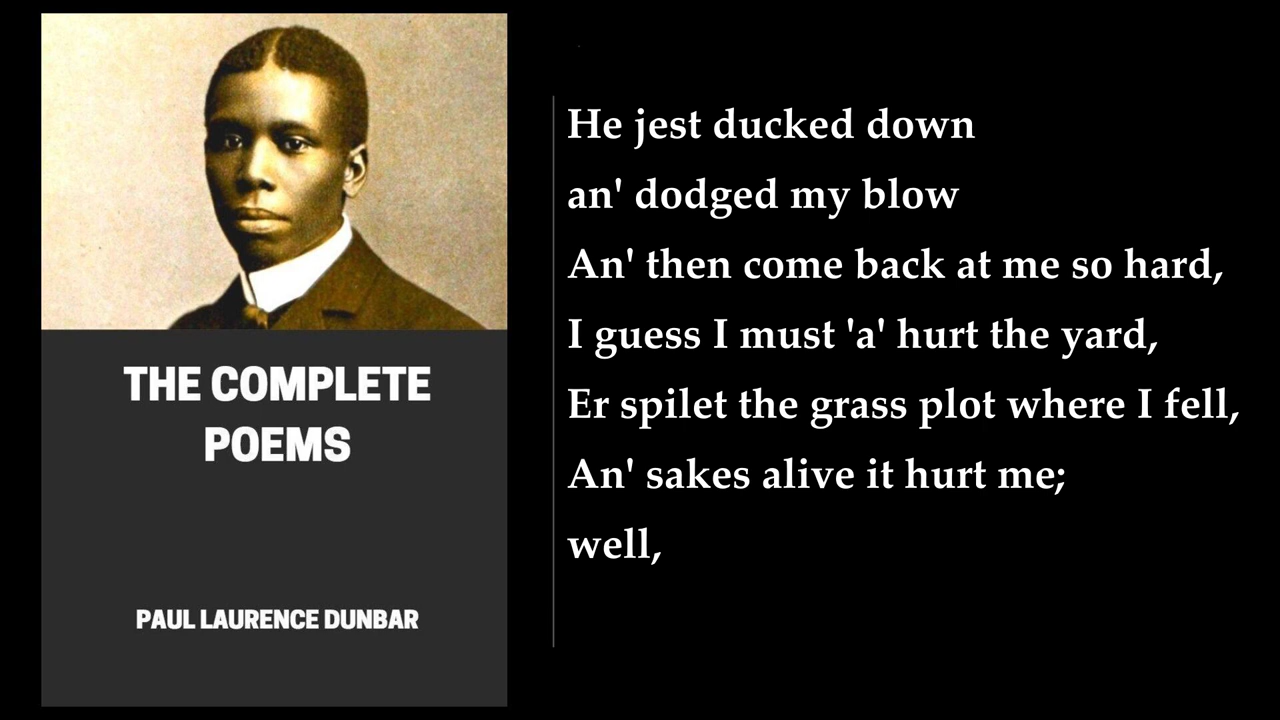 THE COMPLETE
POEMS
PAUL LAURENCE DUNBAR
He jest ducked down
an' dodged my blow
An' then come back at me so hard,
I guess I must 'a' hurt the yard,
Er spilet the grass plot where I fell,
An' sakes alive it hurt me;
well,